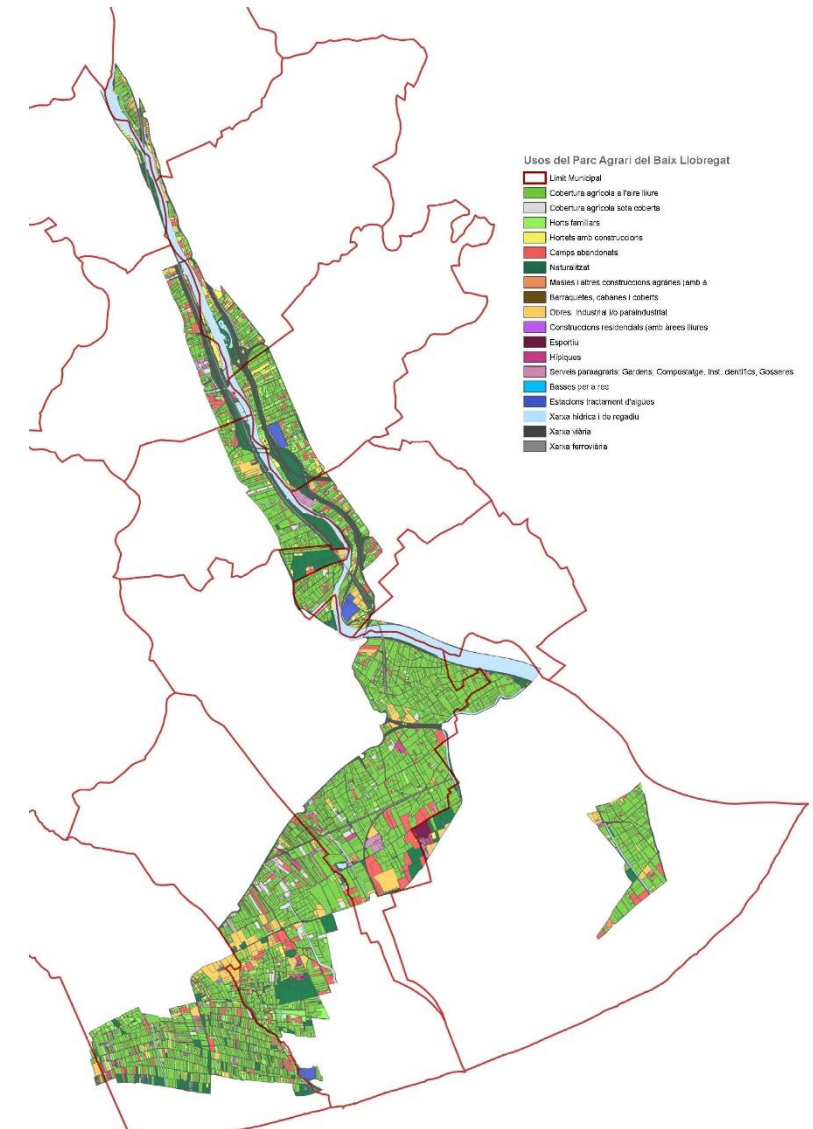 Usos del Parc Agrari del Baix Llobregat
Límit Municipal
Cobertura agrícola a l'aire lliure
Cobertura agrícola sota coberta
Horts familiars
Hortets amb construccions
Camps abandonats
Naturalitzat
Masies i altres construccions agràries (amb à
Barraquetes, cabanes i coberts
Obres, Industrial i/o paraindustrial
Construccions residencials (amb àrees lliures
Esportiu
Hípiques
Serveis paraagraris: Gardens, Compostatge, Inst. científics, Gosseres
Basses per a rec
Estacions tractament d'aigües
Xarxa hídrica i de regadiu
Xarxa viària
Xarxa ferroviària